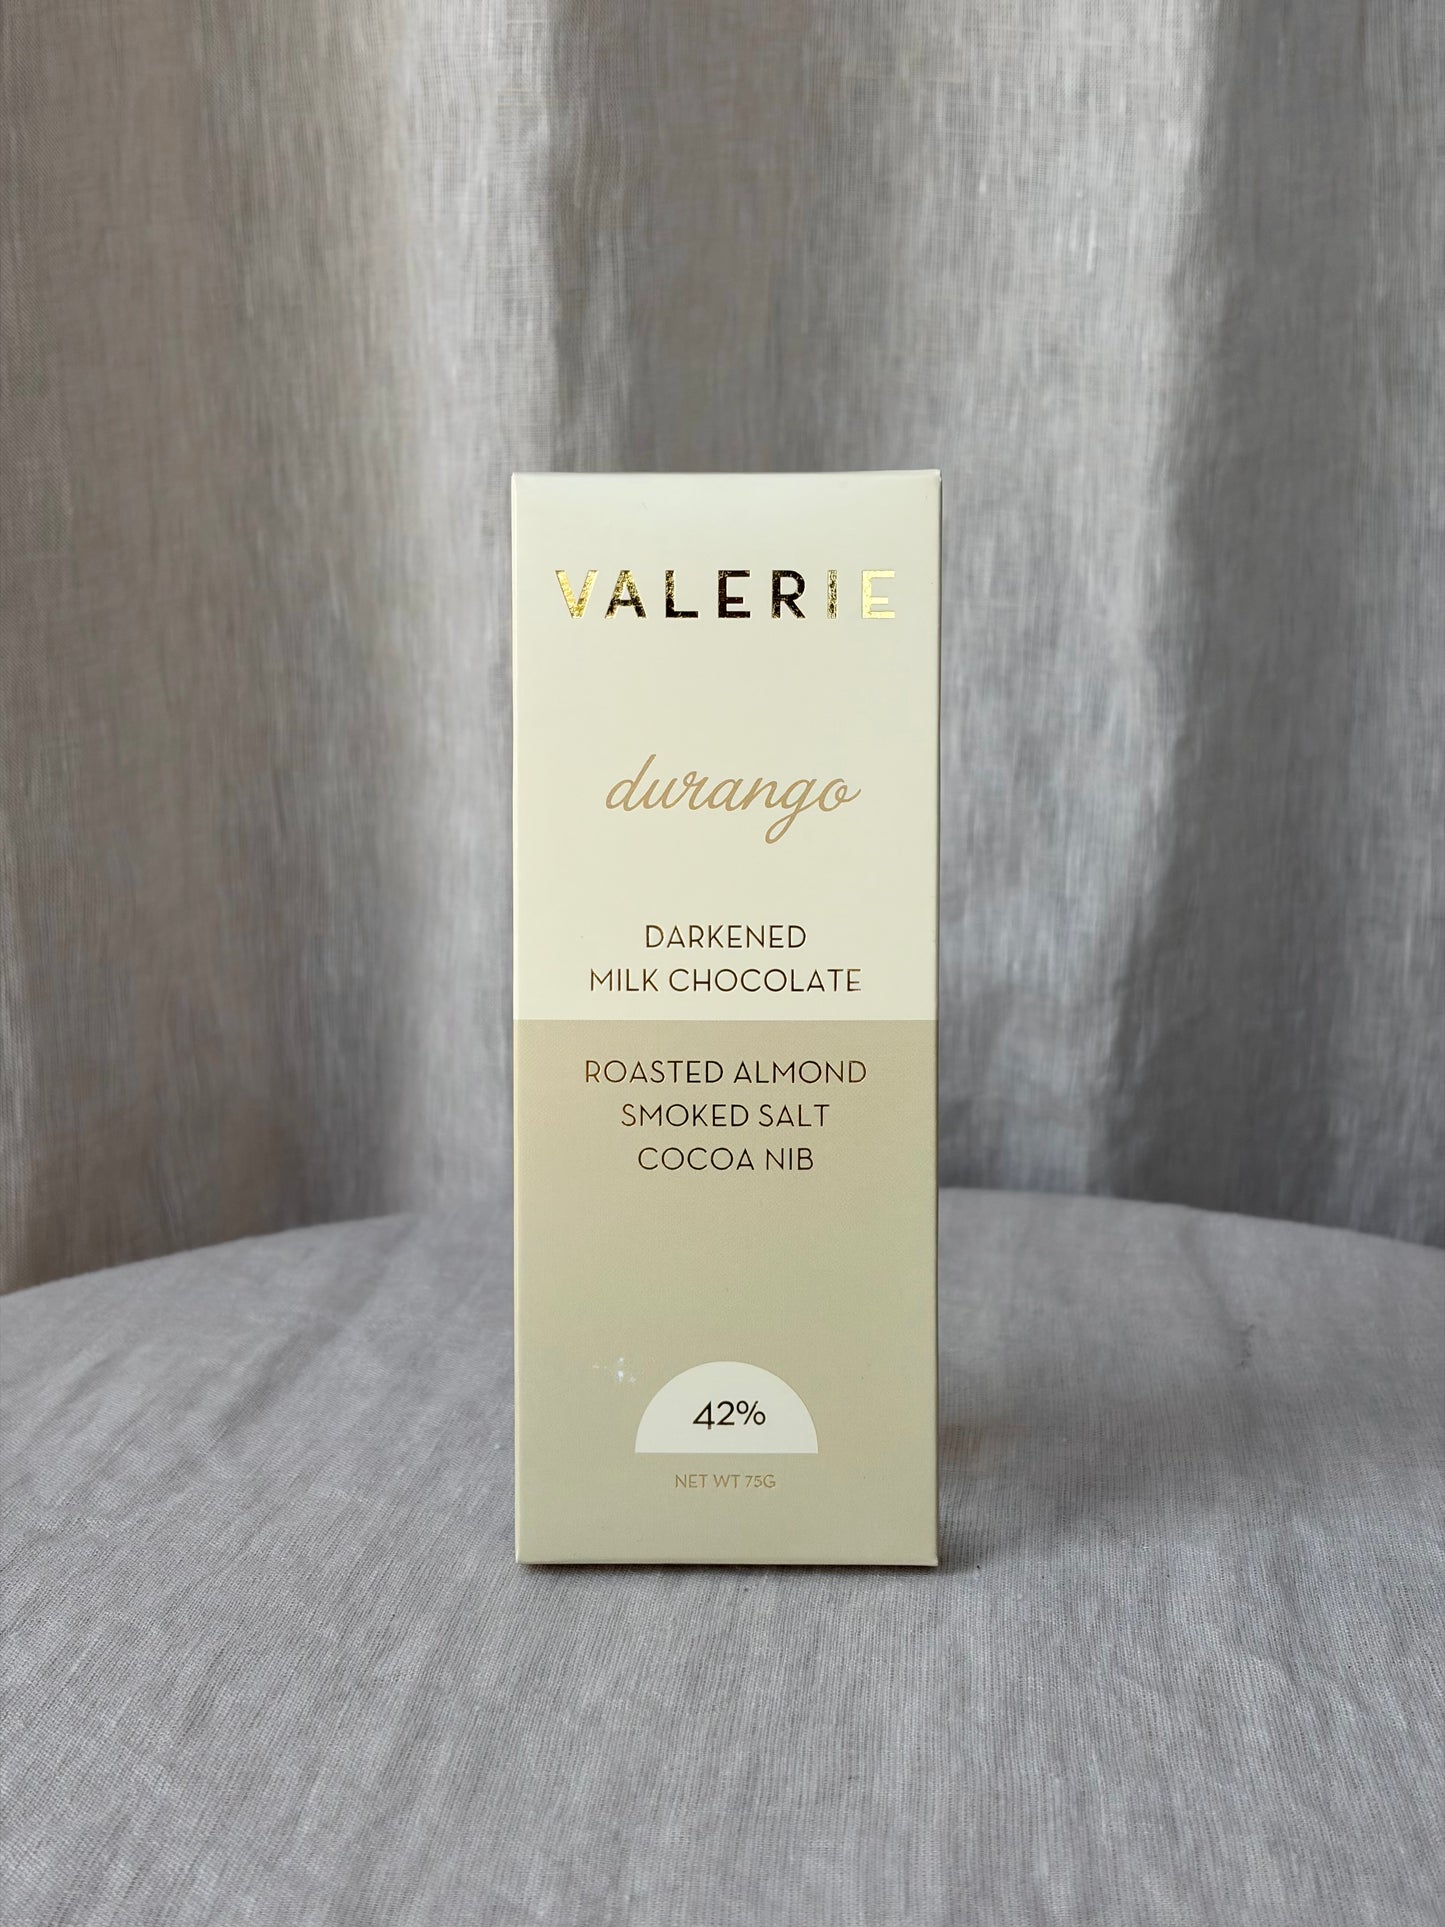 VALERIE
durango
DARKENED
MILK CHOCOLATE
ROASTED ALMOND
SMOKED SALT
COCOA NIB
42%
NET WT 75G